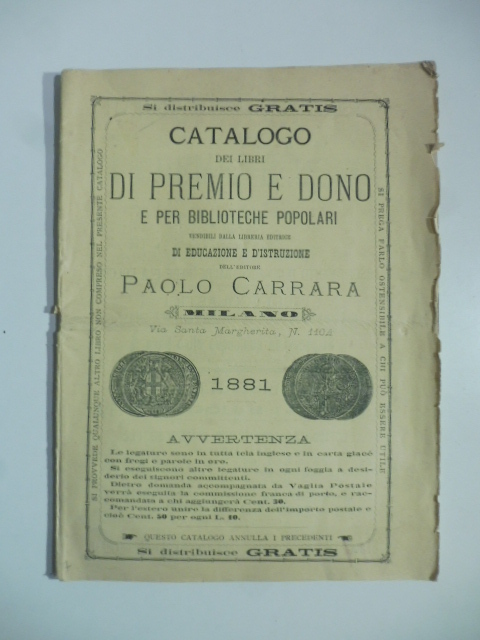 Si distribuisce GRATIS
CATALOGO
DEI LIBRI
DI PREMIO E DONO
E PER BIBLIOTECHE POPOLARI
VENDIBILI DALLA LIBRERIA EDITRICE
DI EDUCAZIONE E D'ISTRUZIONE
DELL'EDITORE
PAOLO CARRARA
MILANO
Via Santa Margherita, N. 1104
1881
AVVERTENZA
Le legature sono in tutta tela inglese e in carta giacò
con fregi e parole in oro.
Si eseguiscono altre legature in ogni foggia a desi-
derio dei signori committenti.
Dietro domanda accompagnata da Vaglia Postale
verrà eseguita la commissione franca di porto, e rac-
comandata a chi aggiungerà Cent. 30.
Per l'estero unire la differenza dell'importo postale e
cioè Cent. 50 per ogni L. 10.
QUESTO CATALOGO ANNULLA I PRECEDENTI
Si distribuisce GRATIS
SI PROVVEDE QUALUNQUE ALTRO LIBRO NON COMPRESO NEL PRESENTE CATALOGO
SI PREGA FARLO OSTENSIBILE A CHI PUÒ ESSERE UTILE